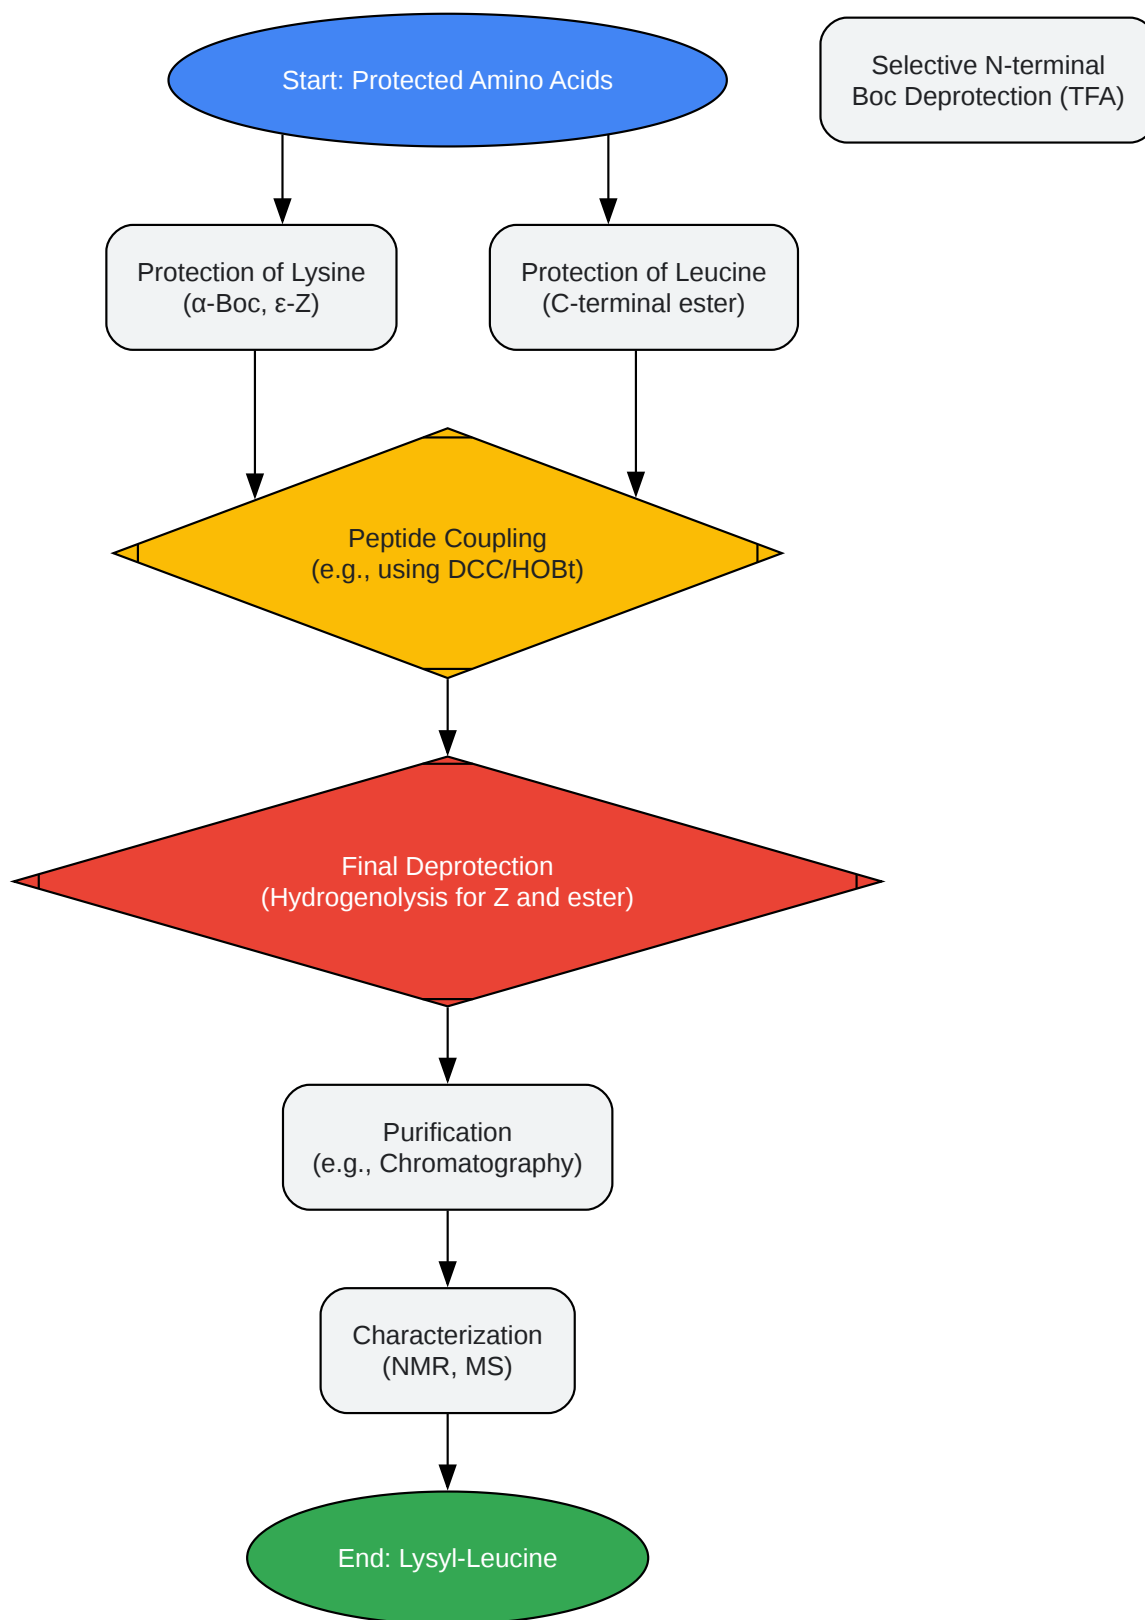 Start: Protected Amino Acids
Selective N-terminal
Boc Deprotection (TFA)
Protection of Lysine
(α-Boc, ε-Z)
Protection of Leucine
(C-terminal ester)
Peptide Coupling
(e.g., using DCC/HOBt)
Final Deprotection
(Hydrogenolysis for Z and ester)
Purification
(e.g., Chromatography)
Characterization
(NMR, MS)
End: Lysyl-Leucine